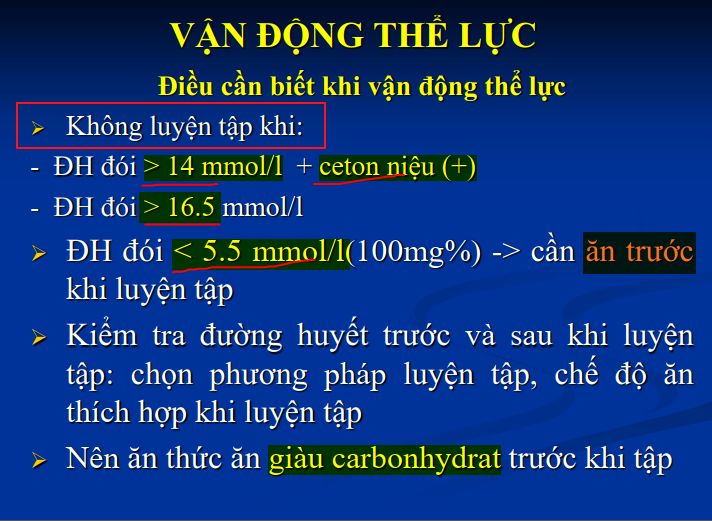 VẬN ĐỘNG THỂ LỰC
Điều cần biết khi vận động thể lực
➢ Không luyện tập khi:
- ĐH đói > 14 mmol/l + ceton niệu (+)
- ĐH đói > 16.5 mmol/l
➢ ĐH đói < 5.5 mmol/l(100mg%) -> cần ăn trước
khi luyện tập
➢ Kiểm tra đường huyết trước và sau khi luyện
tập: chọn phương pháp luyện tập, chế độ ăn
thích hợp khi luyện tập
➢ Nên ăn thức ăn giàu carbonhydrat trước khi tập